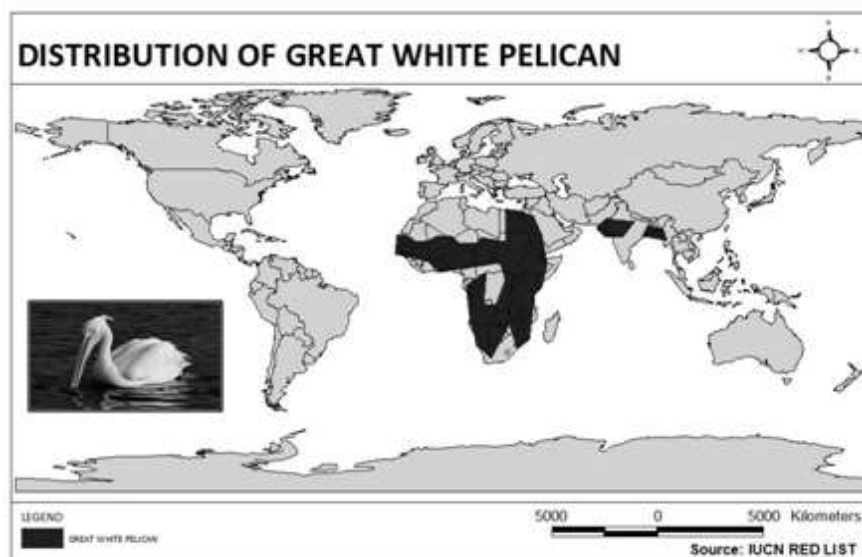 DISTRIBUTION OF GREAT WHITE PELICAN
LEGEND
GREAT WHITE PELICAN
5000 0 5000 Kilometers
Source: IUCN RED LIST